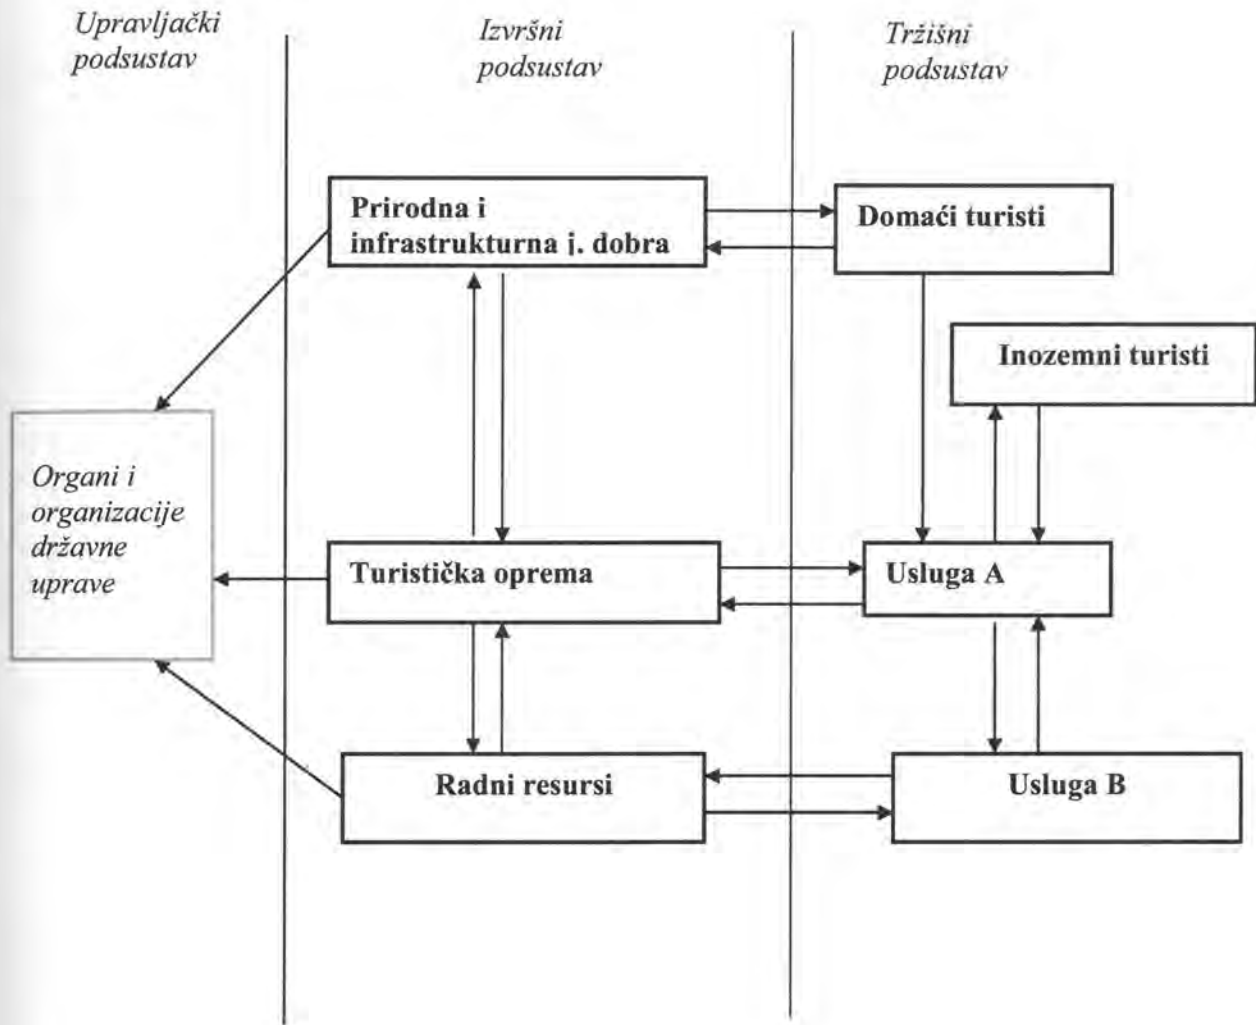 Upravljački
podsustav
Izvršni
podsustav
Tržišni
podsustav
Prirodna i
infrastrukturna j. dobra
Domaći turisti
Inozemni turisti
Organi i
organizacije
državne
uprave
Turistička oprema
Usluga A
Radni resursi
Usluga B